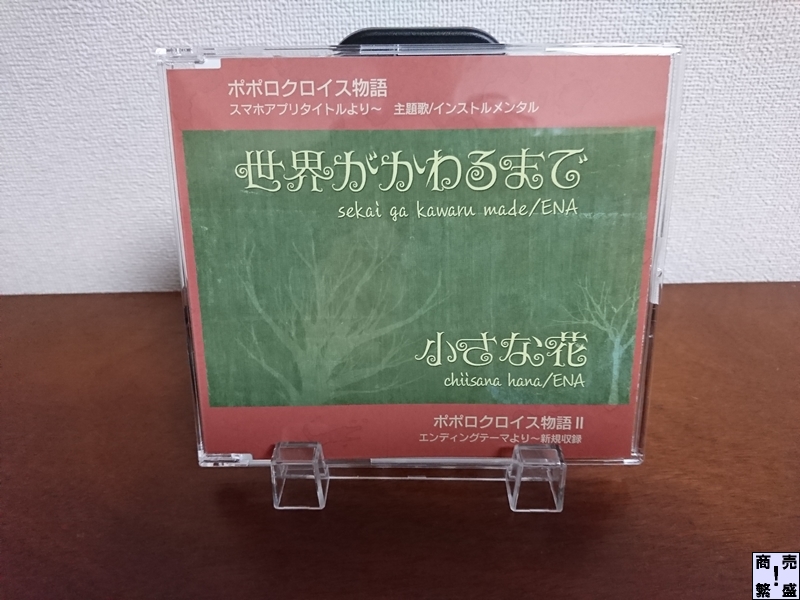 ポポロクロイス物語
スマホアプリタイトルより～　主題歌/インストルメンタル
世界がかわるまで
sekai ga kawaru made/ENA
小さな花
chiisana hana/ENA
ポポロクロイス物語 II
エンディングテーマより～新規収録
商売
!
繁盛